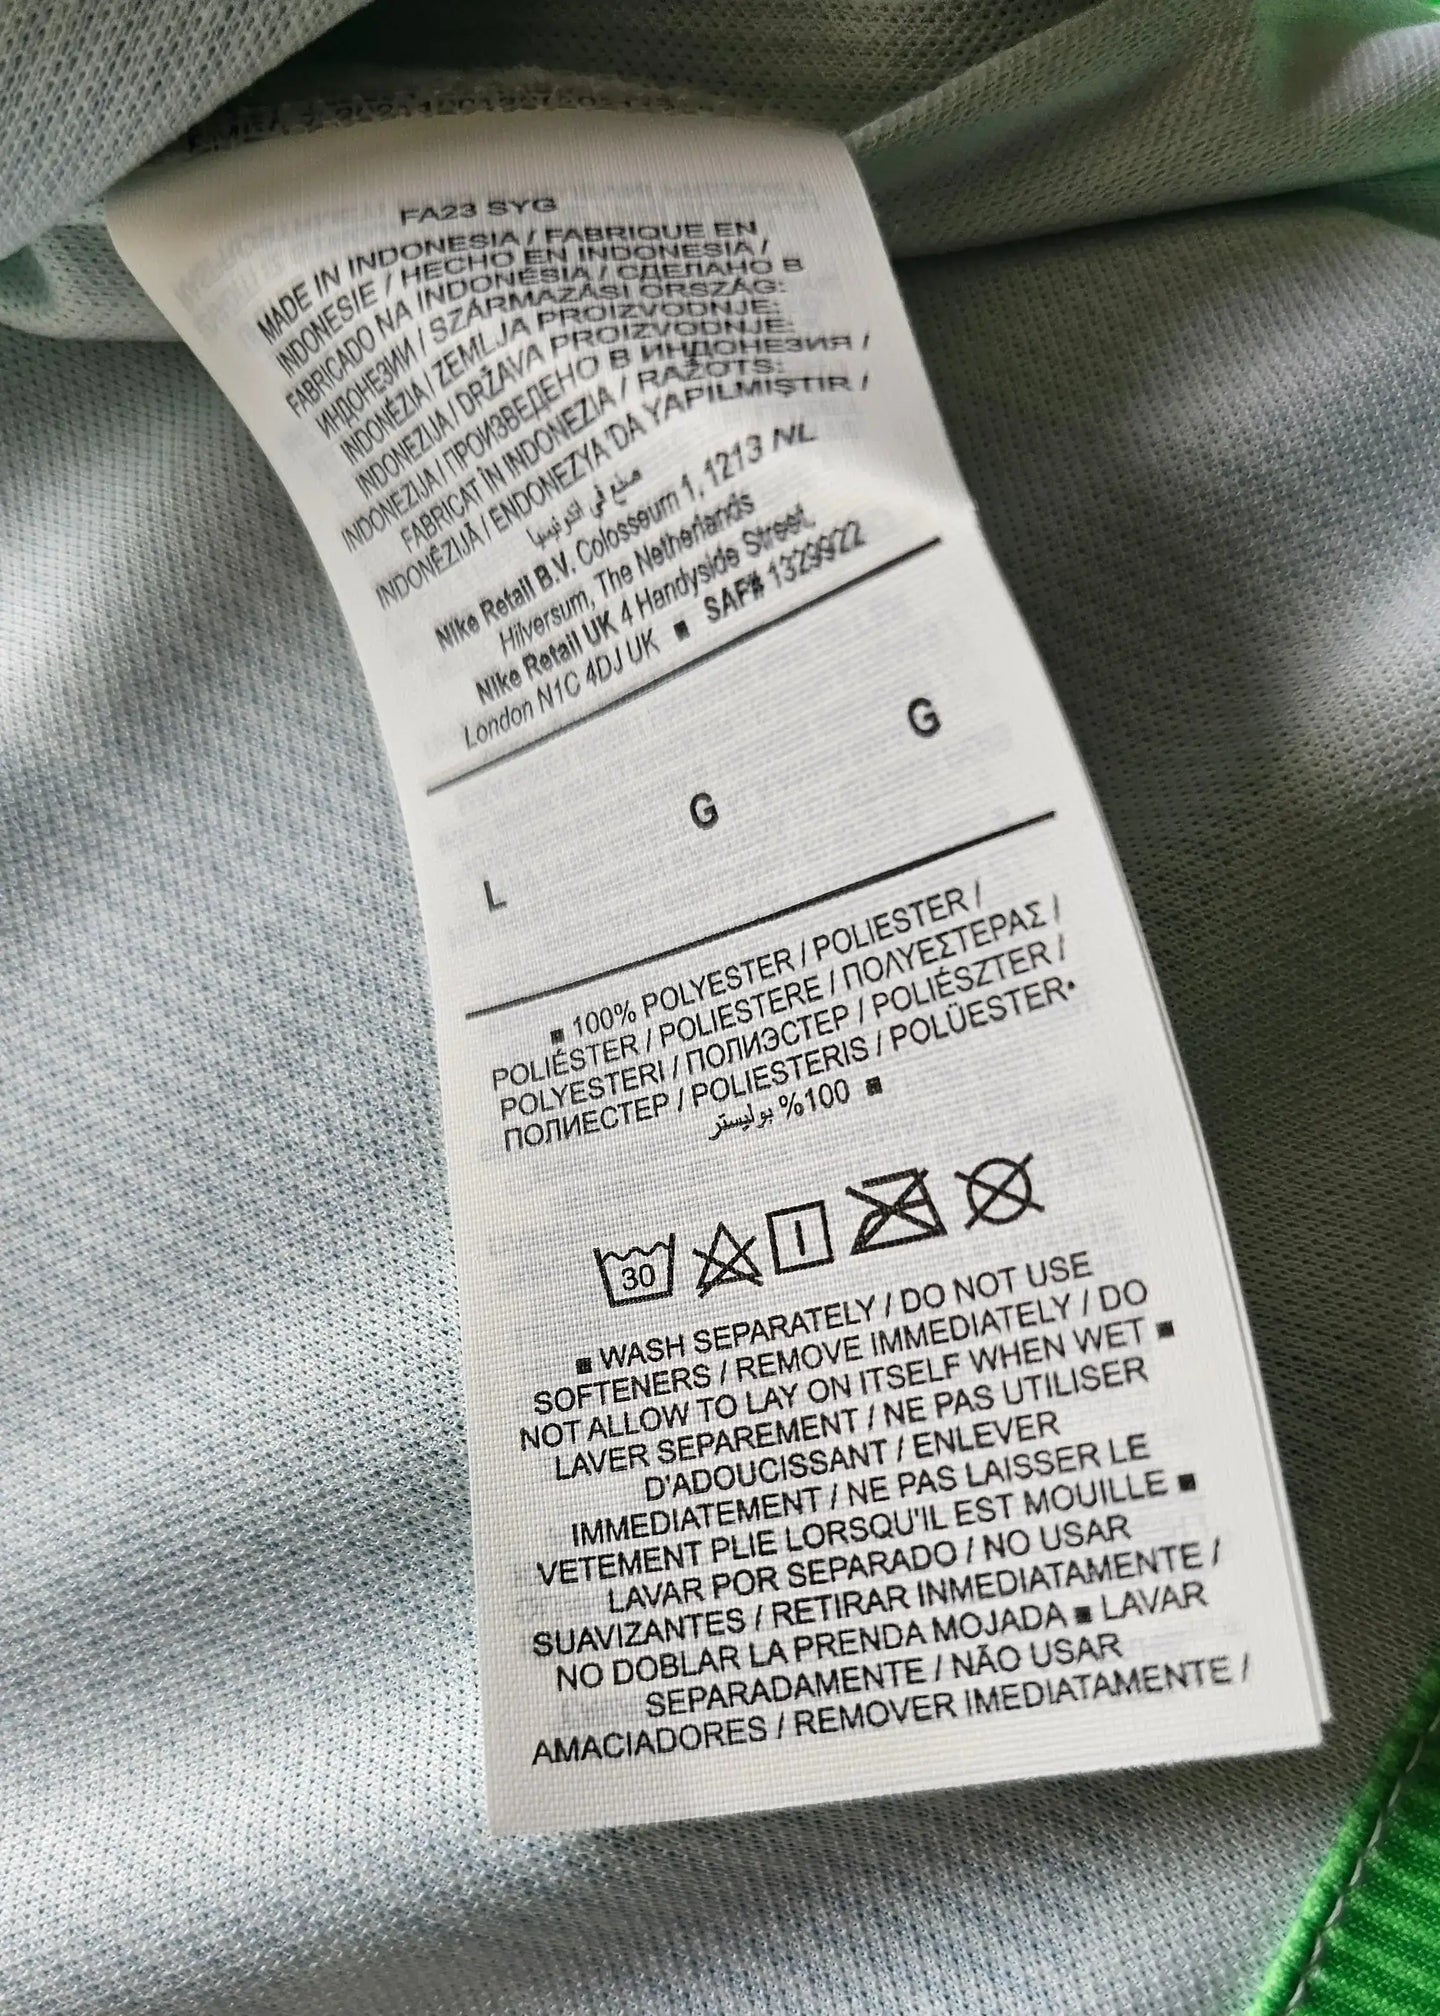 FA23 SYG
MADE IN INDONESIA / FABRIQUE EN
INDONESIE / HECHO EN INDONESIA /
FABRICADO NA INDONÉSIA / СДЕЛАНО В
ИНДОНЕЗИИ / SZÁRMAZÁSI ORSZÁG:
INDONÉZIA / ZEMLJA PROIZVODNJE:
INDONEZIJA / DRŽAVA PROIZVODNJE:
INDONEZIJA / ПРОИЗВЕДЕНО В ИНДОНЕЗИЯ /
FABRICAT ÎN INDONEZIA / RAŽOTS:
INDONĒZIJĀ / ENDONEZYA'DA YAPILMIŞTIR /
صنع في اندونيسيا
Nike Retail B.V. Colosseum 1, 1213 NL
Hilversum, The Netherlands
Nike Retail UK 4 Handyside Street,
London N1C 4DJ UK ■ SAF# 1329922
L G G
■ 100% POLYESTER / POLIESTER /
POLIÉSTER / POLIESTERE / ΠΟΛΥΕΣΤΕΡΑΣ /
POLYESTERI / ПОЛИЭСТЕР / POLIÉSZTER /
ПОЛИЕСТЕР / POLIESTERIS / POLÜESTER•
%100 بوليستر ■
30
■ WASH SEPARATELY / DO NOT USE
SOFTENERS / REMOVE IMMEDIATELY / DO
NOT ALLOW TO LAY ON ITSELF WHEN WET ■
LAVER SEPAREMENT / NE PAS UTILISER
D'ADOUCISSANT / ENLEVER
IMMEDIATEMENT / NE PAS LAISSER LE
VETEMENT PLIE LORSQU'IL EST MOUILLE ■
LAVAR POR SEPARADO / NO USAR
SUAVIZANTES / RETIRAR INMEDIATAMENTE /
NO DOBLAR LA PRENDA MOJADA ■ LAVAR
SEPARADAMENTE / NÃO USAR
AMACIADORES / REMOVER IMEDIATAMENTE /